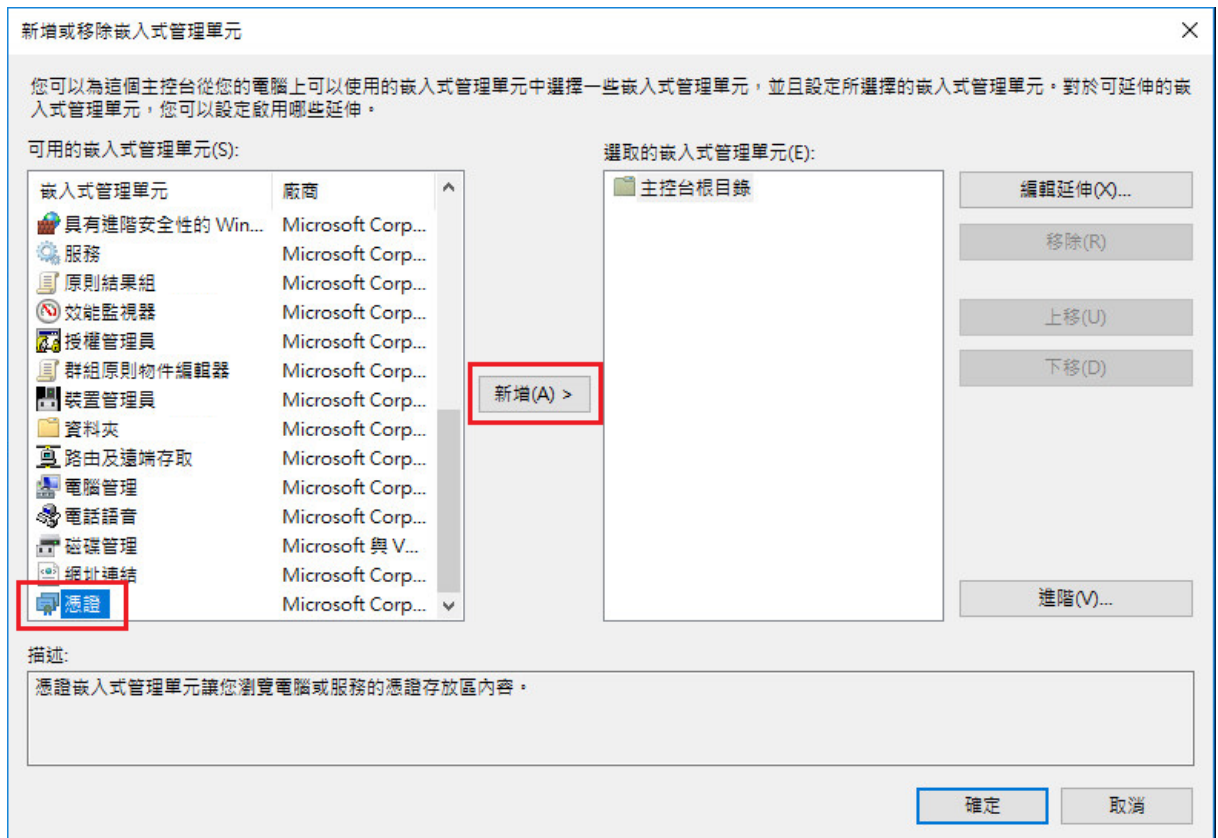 新增或移除嵌入式管理單元
您可以為這個主控台從您的電腦上可以使用的嵌入式管理單元中選擇一些嵌入式管理單元，並且設定所選擇的嵌入式管理單元。對於可延伸的嵌
入式管理單元，您可以設定啟用哪些延伸。
可用的嵌入式管理單元(S):
嵌入式管理單元 廠商
具有進階安全性的 Win... Microsoft Corp...
服務 Microsoft Corp...
原則結果組 Microsoft Corp...
效能監視器 Microsoft Corp...
授權管理員 Microsoft Corp...
群組原則物件編輯器 Microsoft Corp...
裝置管理員 Microsoft Corp...
資料夾 Microsoft Corp...
路由及遠端存取 Microsoft Corp...
電腦管理 Microsoft Corp...
電話語音 Microsoft Corp...
磁碟管理 Microsoft 與 V...
網址連結 Microsoft Corp...
憑證 Microsoft Corp...
新增(A) >
選取的嵌入式管理單元(E):
主控台根目錄
編輯延伸(X)...
移除(R)
上移(U)
下移(D)
進階(V)...
描述:
憑證嵌入式管理單元讓您瀏覽電腦或服務的憑證存放區內容。
確定 取消